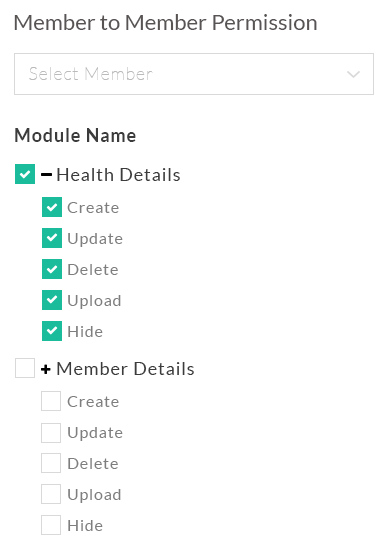 Member to Member Permission
Select Member
Module Name
Health Details
Create
Update
Delete
Upload
Hide
Member Details
Create
Update
Delete
Upload
Hide